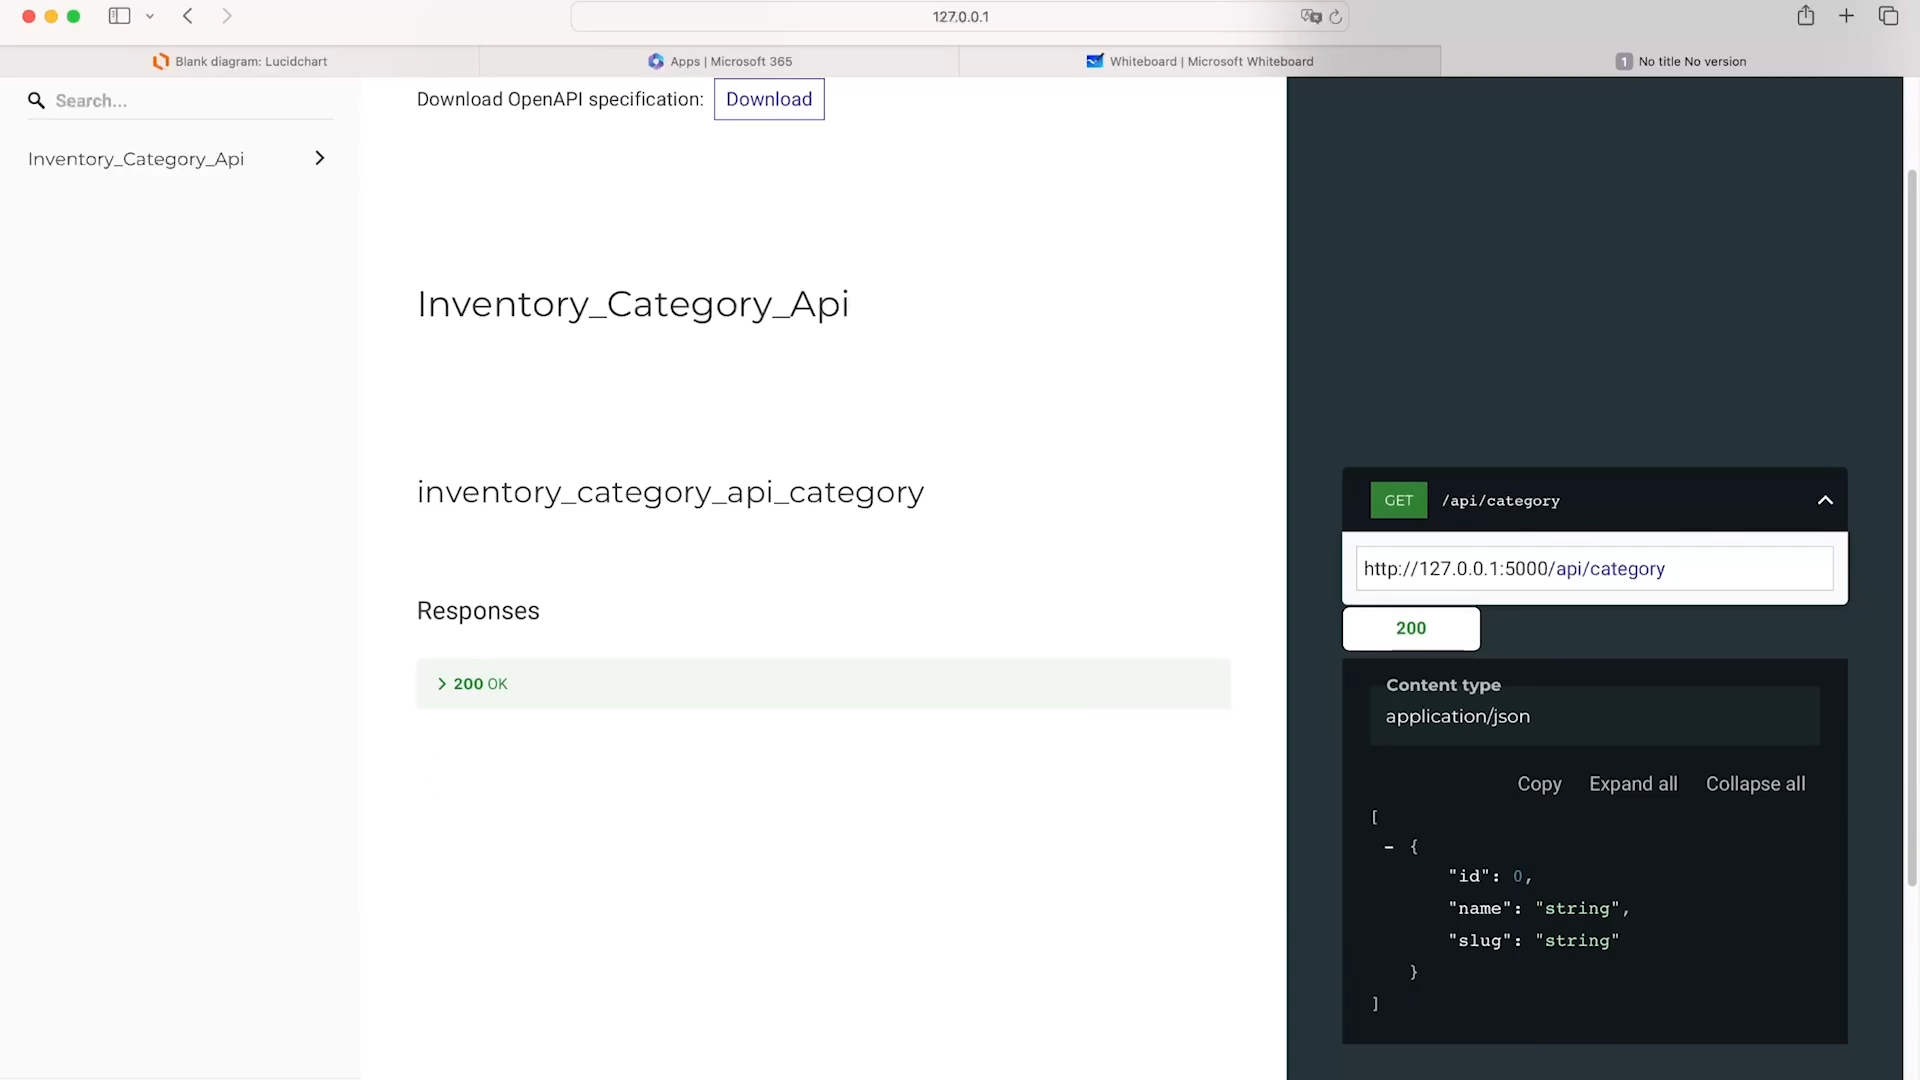 127.0.0.1
Blank diagram: Lucidchart
Apps | Microsoft 365
Whiteboard | Microsoft Whiteboard
1 No title No version
Search...
Inventory_Category_Api
Download OpenAPI specification: Download
Inventory_Category_Api
inventory_category_api_category
Responses
200 OK
GET /api/category
http://127.0.0.1:5000/api/category
200
Content type
application/json
Copy Expand all Collapse all
[
- {
"id": 0,
"name": "string",
"slug": "string"
}
]